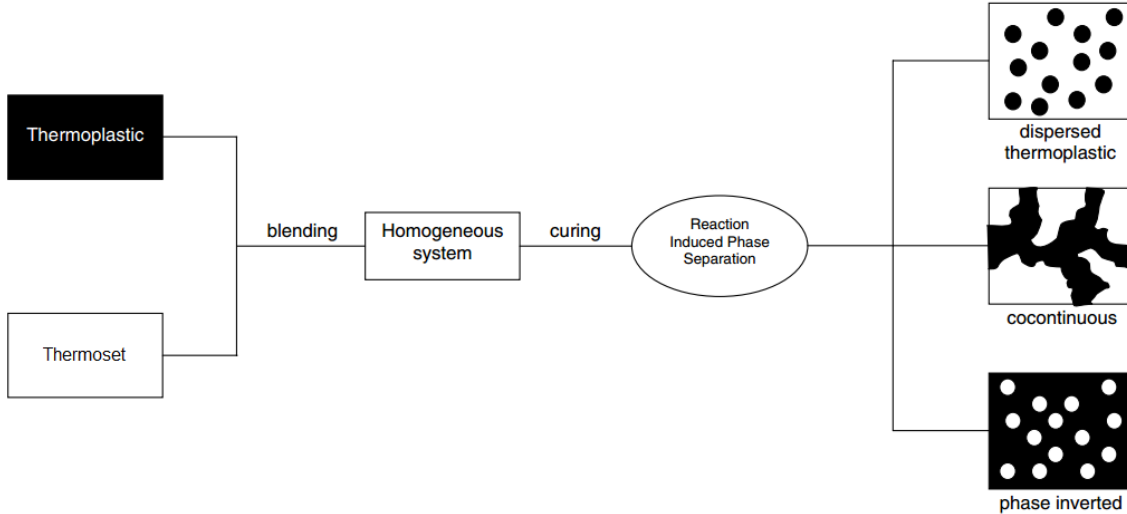 Thermoplastic
Thermoset
blending
Homogeneous
system
curing
Reaction
Induced Phase
Separation
dispersed
thermoplastic
cocontinuous
phase inverted